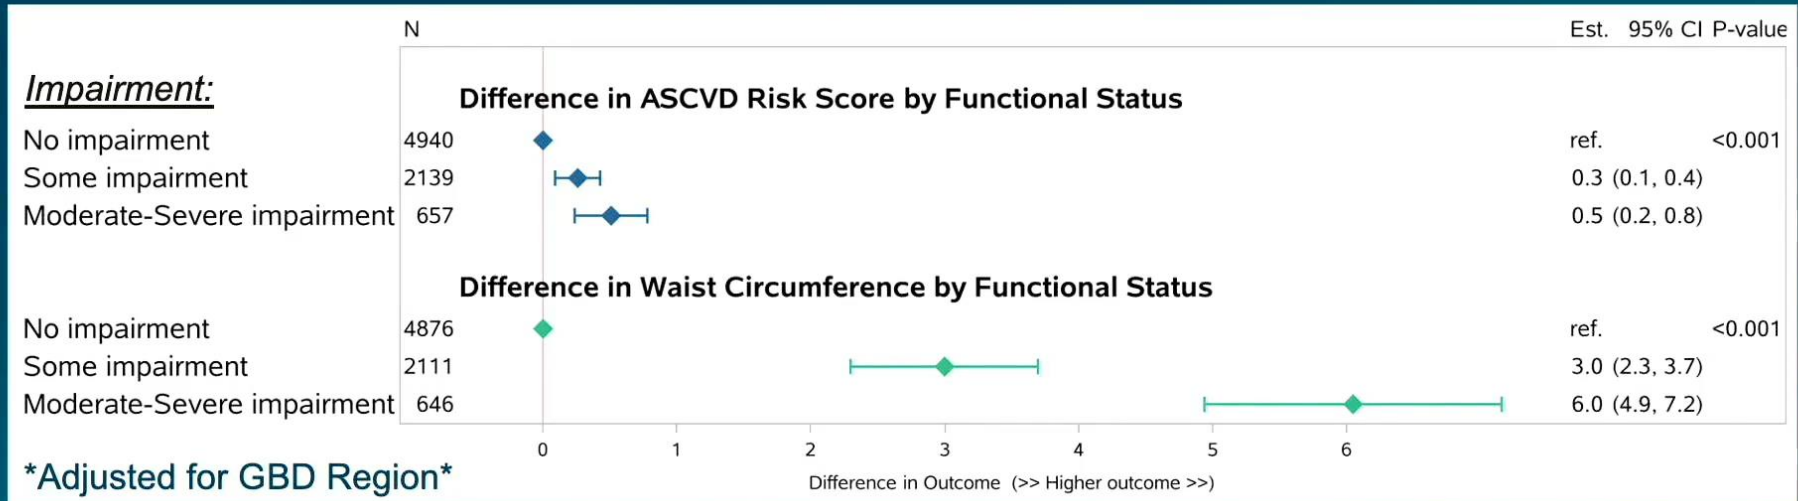 N Est. 95% CI P-value
Impairment:
Difference in ASCVD Risk Score by Functional Status
No impairment 4940 ref. <0.001
Some impairment 2139 0.3 (0.1, 0.4)
Moderate-Severe impairment 657 0.5 (0.2, 0.8)
Difference in Waist Circumference by Functional Status
No impairment 4876 ref. <0.001
Some impairment 2111 3.0 (2.3, 3.7)
Moderate-Severe impairment 646 6.0 (4.9, 7.2)
0 1 2 3 4 5 6
*Adjusted for GBD Region*
Difference in Outcome (>> Higher outcome >>)